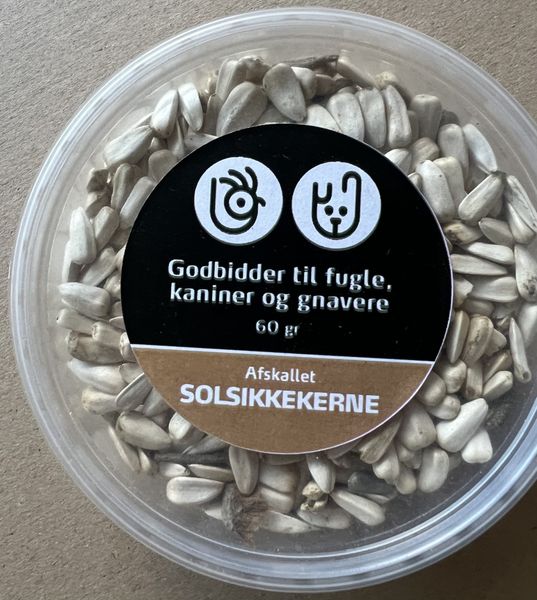 Godbidder til fugle,
kaniner og gnavere
60 gr
Afskallet
SOLSIKKEKERNE